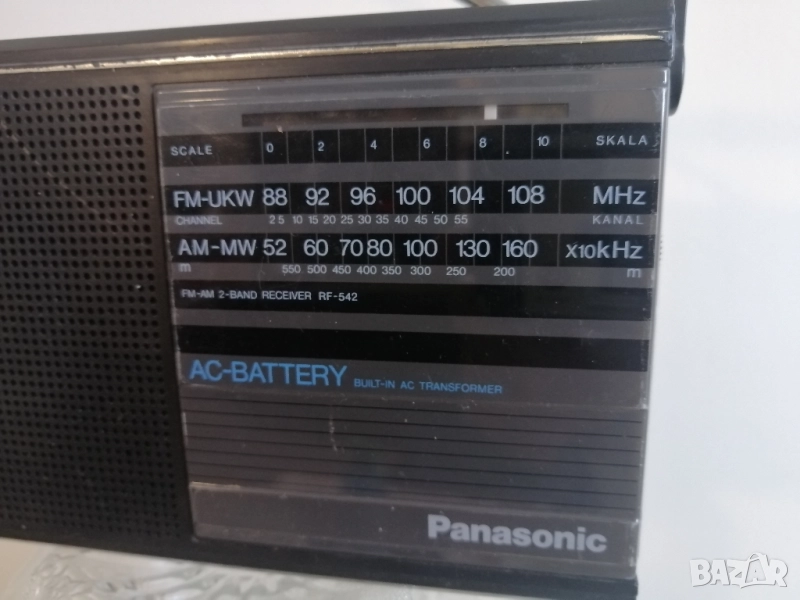 SCALE 0 2 4 6 8 10 SKALA
FM-UKW 88 92 96 100 104 108 MHz
CHANNEL 2 5 10 15 20 25 30 35 40 45 50 55 KANAL
AM-MW 52 60 70 80 100 130 160 X10kHz
m 550 500 450 400 350 300 250 200 m
FM-AM 2-BAND RECEIVER RF-542
AC-BATTERY BUILT-IN AC TRANSFORMER
Panasonic
BAZAR